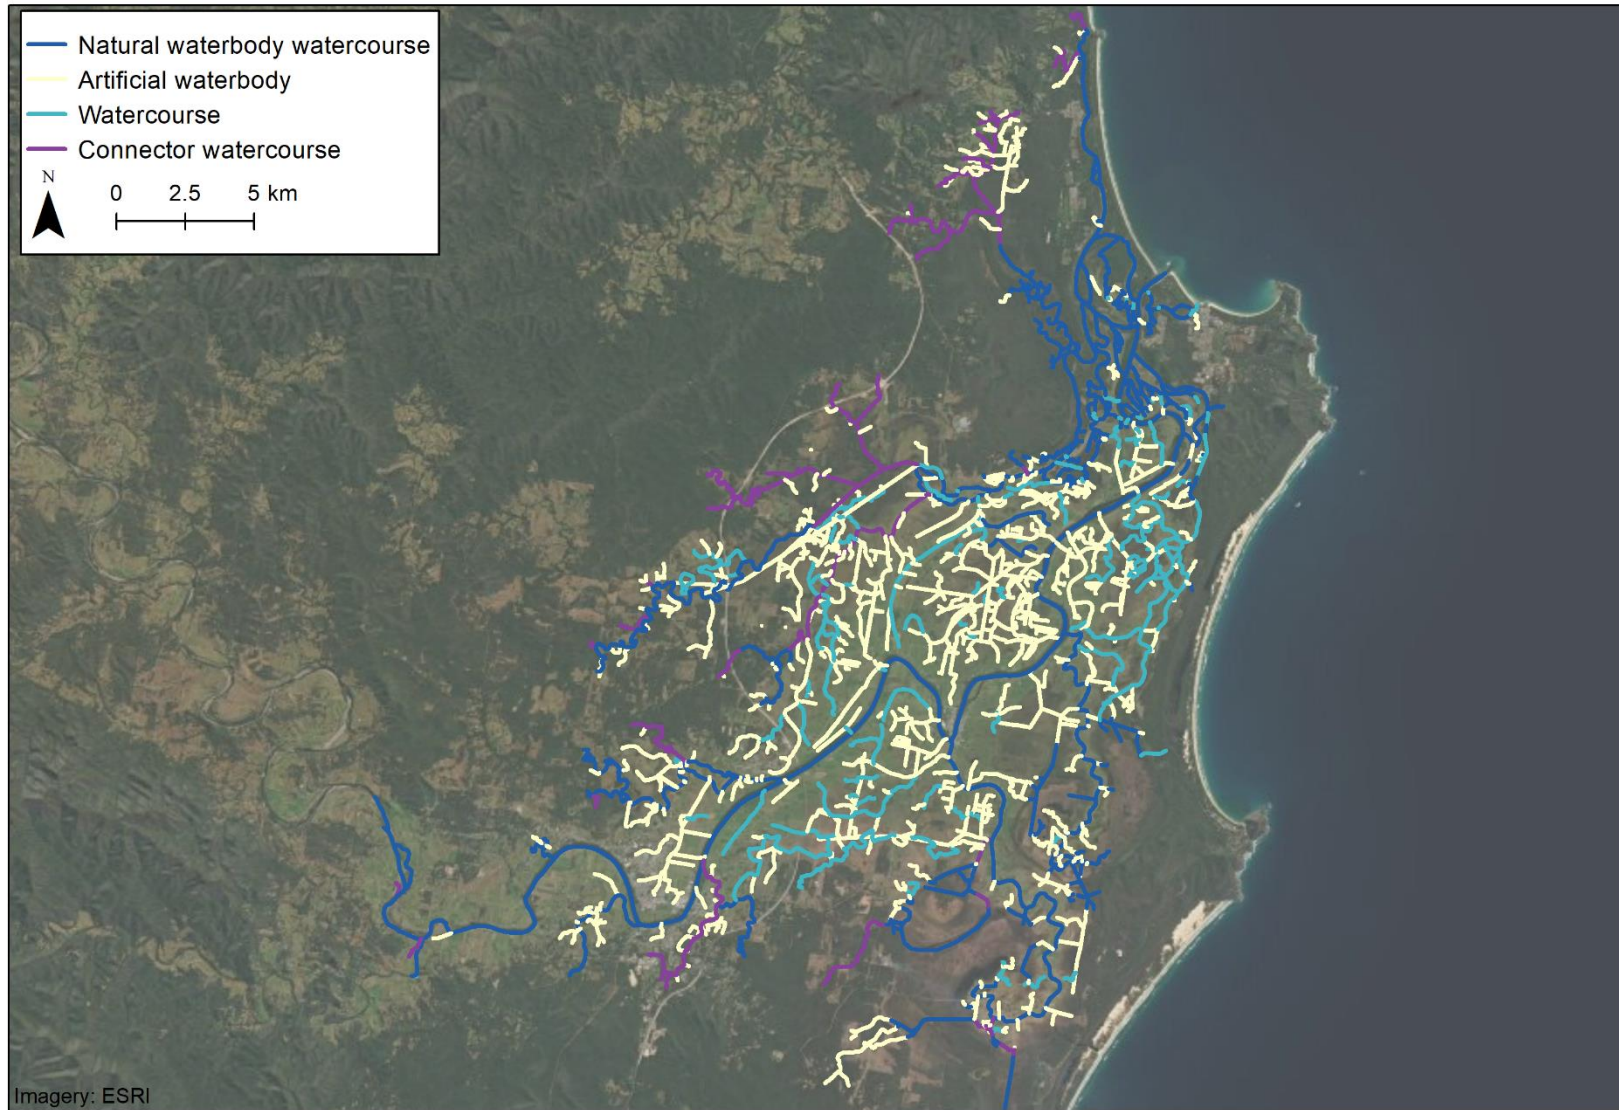 Natural waterbody watercourse
Artificial waterbody
Watercourse
Connector watercourse
N
0 2.5 5 km
Imagery: ESRI